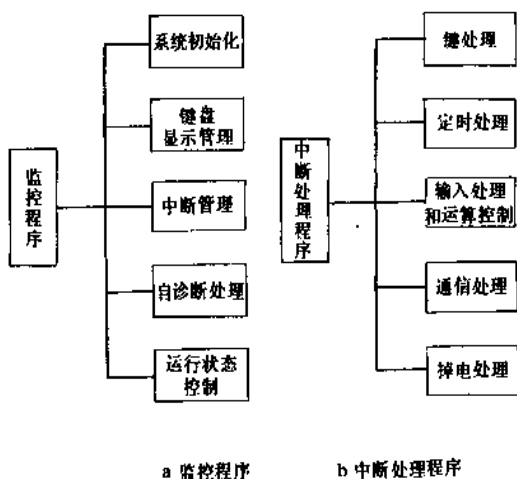 监控程序
系统初始化
键盘
显示管理
中断管理
自诊断处理
运行状态
控制
中断处理程序
键处理
定时处理
输入处理
和运算控制
通信处理
掉电处理
a 监控程序
b 中断处理程序